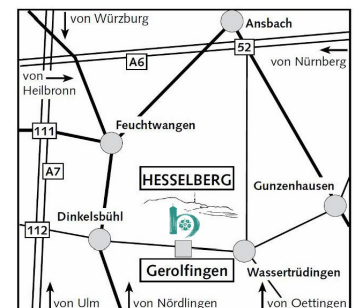 von Würzburg
Ansbach
52
A6
von Nürnberg
von
Heilbronn
Feuchtwangen
111
A7
HESSELBERG
Gunzenhausen
Dinkelsbühl
112
Gerolfingen
Wassertrüdingen
von Ulm
von Nördlingen
von Oettingen